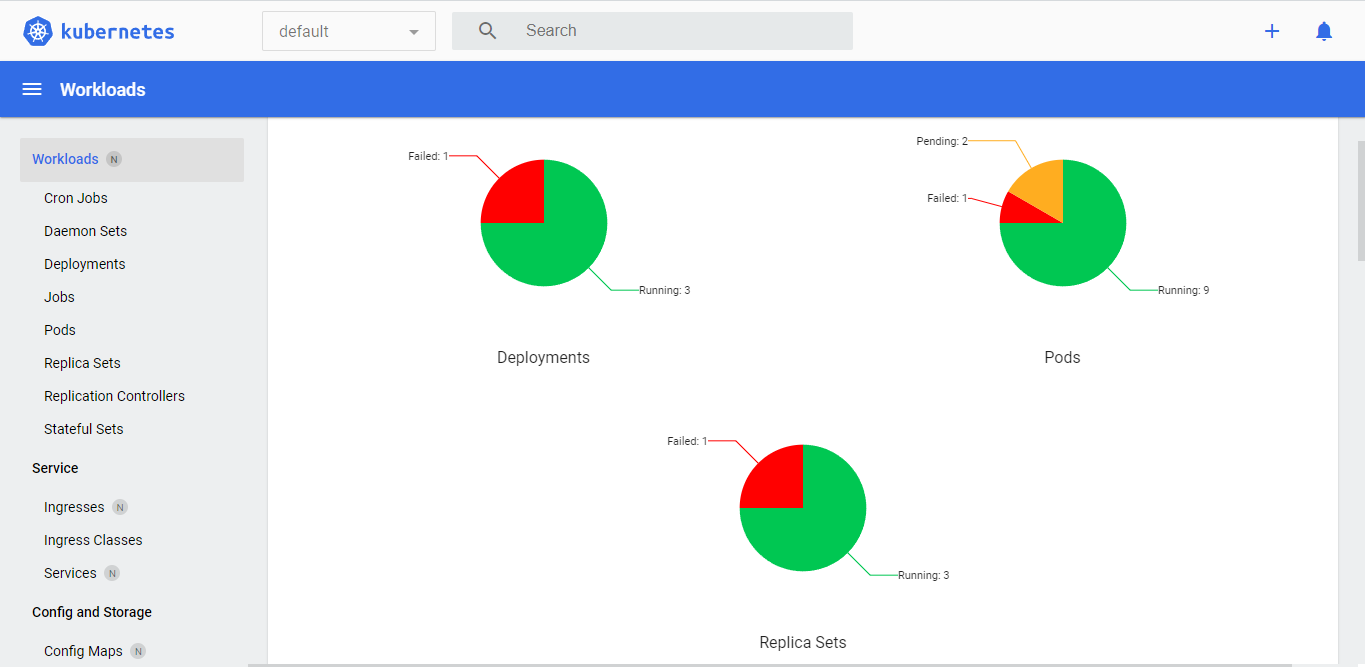 kubernetes
default
Search
Workloads
Workloads N
Cron Jobs
Daemon Sets
Deployments
Jobs
Pods
Replica Sets
Replication Controllers
Stateful Sets
Service
Ingresses N
Ingress Classes
Services N
Config and Storage
Config Maps N
Failed: 1
Running: 3
Deployments
Pending: 2
Failed: 1
Running: 9
Pods
Failed: 1
Running: 3
Replica Sets